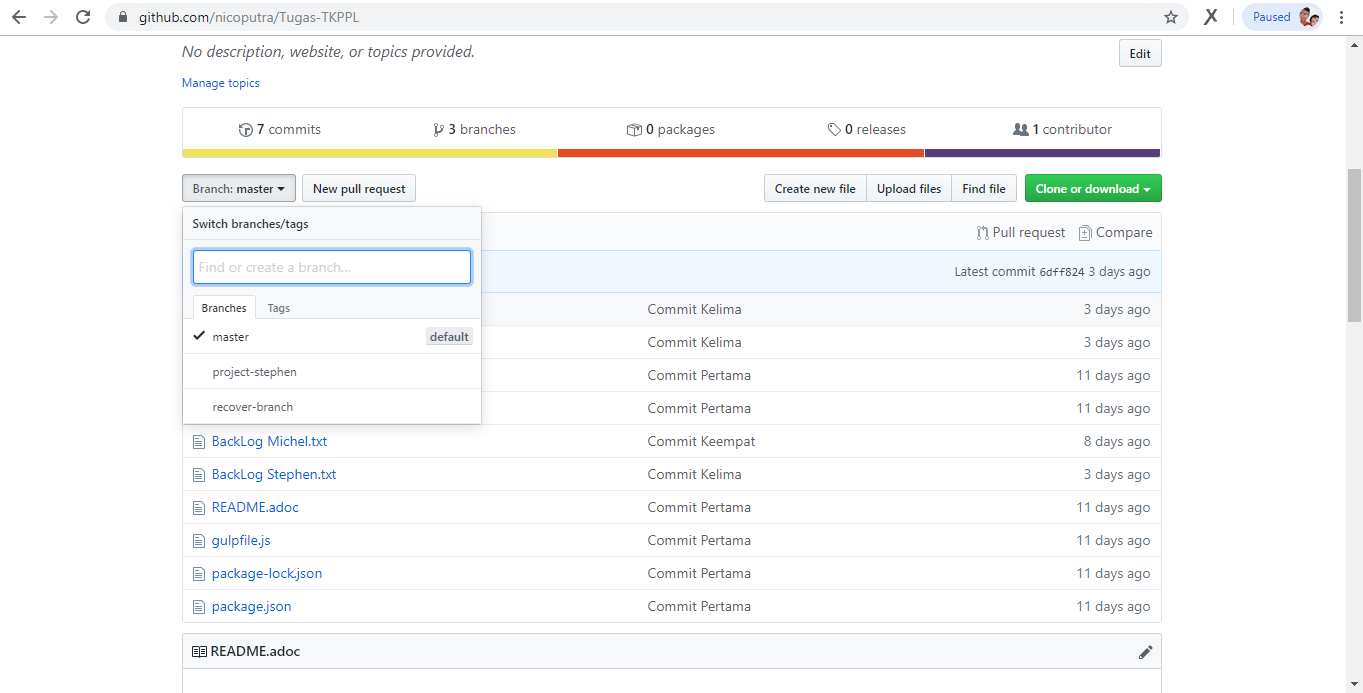 github.com/nicoputra/Tugas-TKPPL
Paused
No description, website, or topics provided.
Edit
Manage topics
7 commits
3 branches
0 packages
0 releases
1 contributor
Branch: master
New pull request
Create new file
Upload files
Find file
Clone or download
Switch branches/tags
Find or create a branch...
Branches
Tags
master
default
project-stephen
recover-branch
Pull request
Compare
Latest commit 6dff824 3 days ago
Commit Kelima 3 days ago
Commit Kelima 3 days ago
Commit Pertama 11 days ago
Commit Pertama 11 days ago
BackLog Michel.txt Commit Keempat 8 days ago
BackLog Stephen.txt Commit Kelima 3 days ago
README.adoc Commit Pertama 11 days ago
gulpfile.js Commit Pertama 11 days ago
package-lock.json Commit Pertama 11 days ago
package.json Commit Pertama 11 days ago
README.adoc